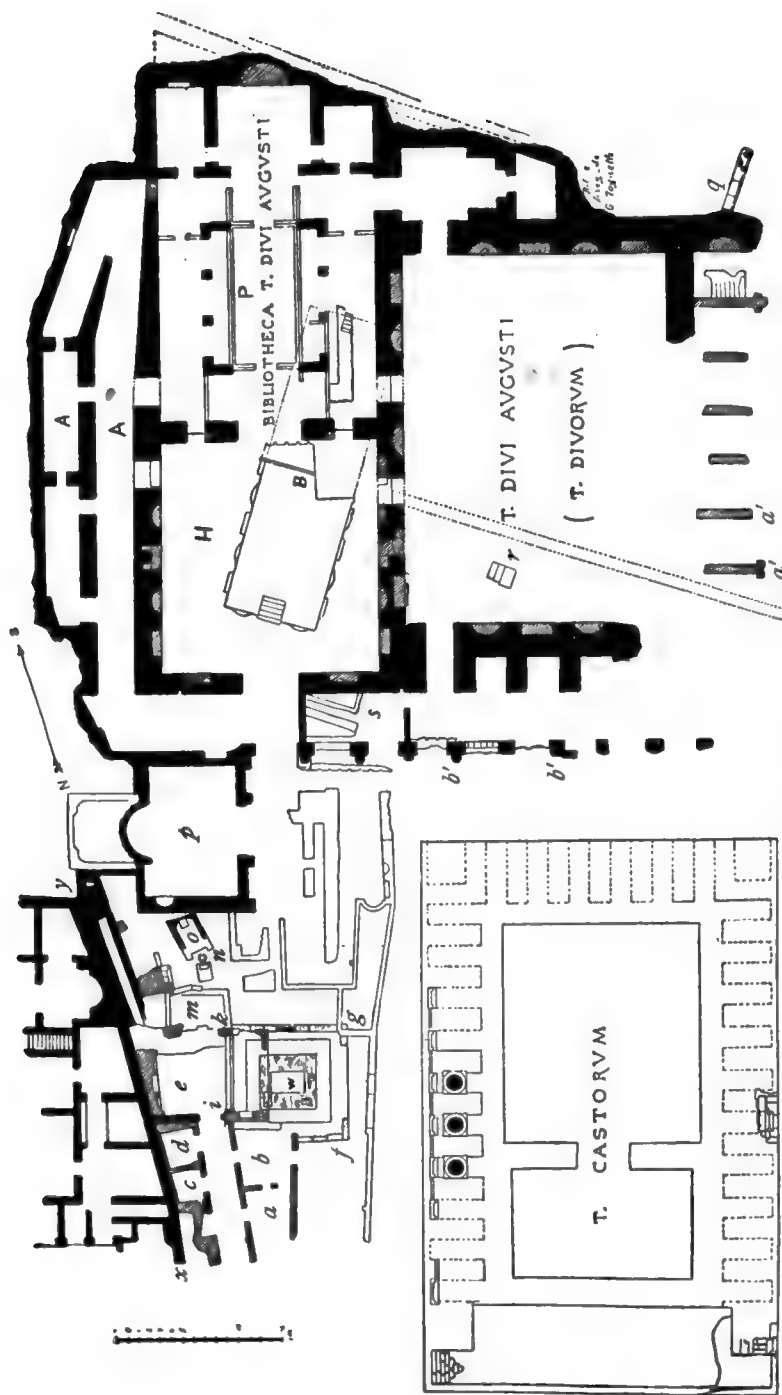 BIBLIOTHECA T. DIVI AVGVSTI
P
A
A
H
B
T. DIVI AVGVSTI
( T. DIVORVM )
r
q
a'
a'
b'
b'
s
S
N
p
y
o
n
m
k
g
e
i
w
d
c
b
a
f
x
T. CASTORVM